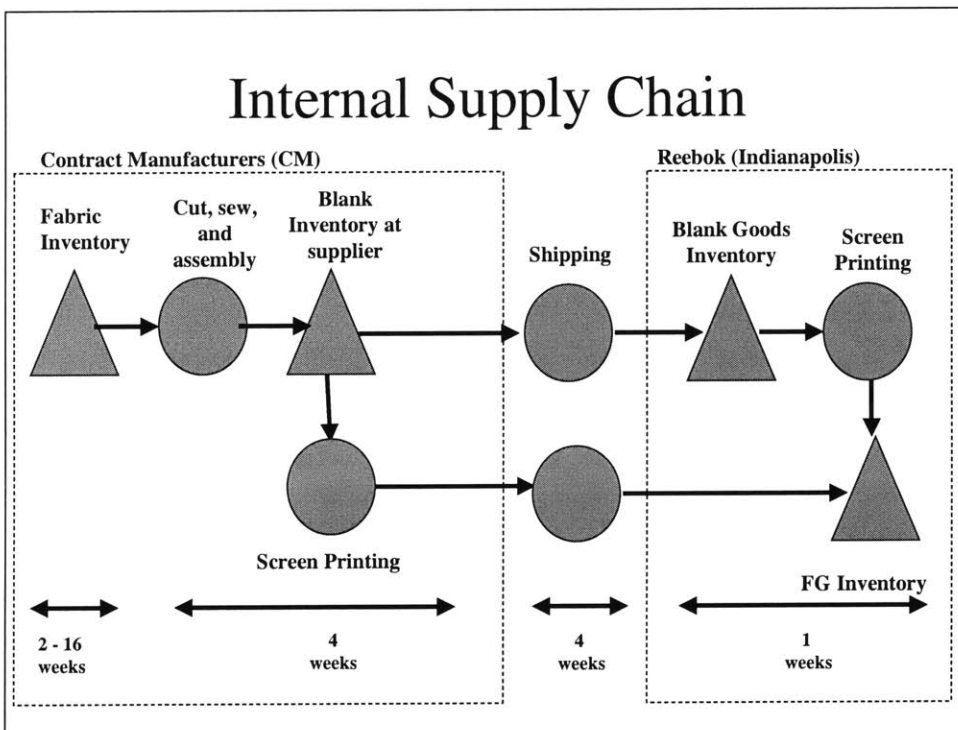 Internal Supply Chain
Contract Manufacturers (CM)
Reebok (Indianapolis)
Fabric
Inventory
Cut, sew,
and
assembly
Blank
Inventory at
supplier
Shipping
Blank Goods
Inventory
Screen
Printing
Screen Printing
FG Inventory
2 - 16
weeks
4
weeks
4
weeks
1
weeks